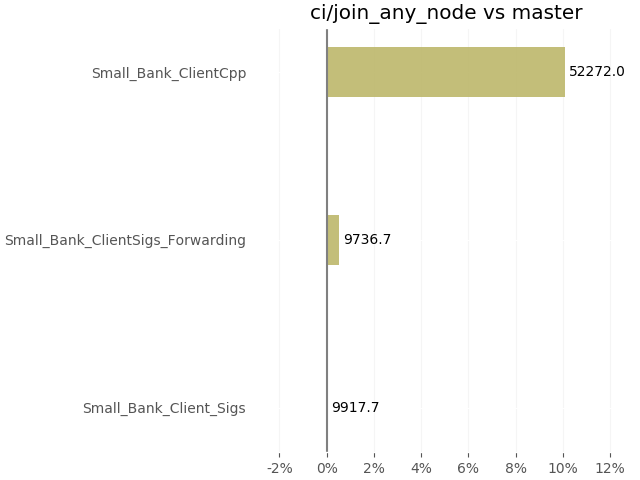 ci/join_any_node vs master
Small_Bank_ClientCpp
52272.0
Small_Bank_ClientSigs_Forwarding
9736.7
Small_Bank_Client_Sigs
9917.7
-2% 0% 2% 4% 6% 8% 10% 12%